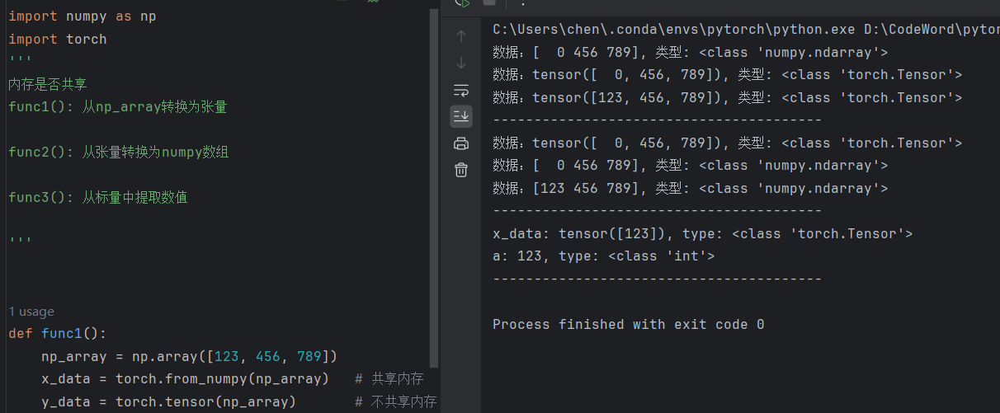 import numpy as np
import torch
'''
内存是否共享
func1(): 从np_array转换为张量
func2(): 从张量转换为numpy数组
func3(): 从标量中提取数值
'''
1 usage
def func1():
    np_array = np.array([123, 456, 789])
    x_data = torch.from_numpy(np_array)   # 共享内存
    y_data = torch.tensor(np_array)       # 不共享内存
C:\Users\chen\.conda\envs\pytorch\python.exe D:\CodeWord\pytor
数据：[  0 456 789], 类型: <class 'numpy.ndarray'>
数据：tensor([  0, 456, 789]), 类型: <class 'torch.Tensor'>
数据：tensor([123, 456, 789]), 类型: <class 'torch.Tensor'>
----------------------------------------
数据：tensor([  0, 456, 789]), 类型: <class 'torch.Tensor'>
数据：[  0 456 789], 类型: <class 'numpy.ndarray'>
数据：[123 456 789], 类型: <class 'numpy.ndarray'>
----------------------------------------
x_data: tensor([123]), type: <class 'torch.Tensor'>
a: 123, type: <class 'int'>
----------------------------------------
Process finished with exit code 0